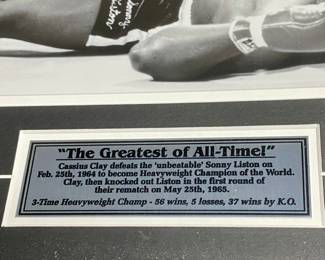 Sonny
Liston
"The Greatest of All-Time!"
Cassius Clay defeats the 'unbeatable' Sonny Liston on
Feb. 25th, 1964 to become Heavyweight Champion of the World.
Clay, then knocked out Liston in the first round of
their rematch on May 25th, 1965.
3-Time Heavyweight Champ - 56 wins, 5 losses, 37 wins by K.O.